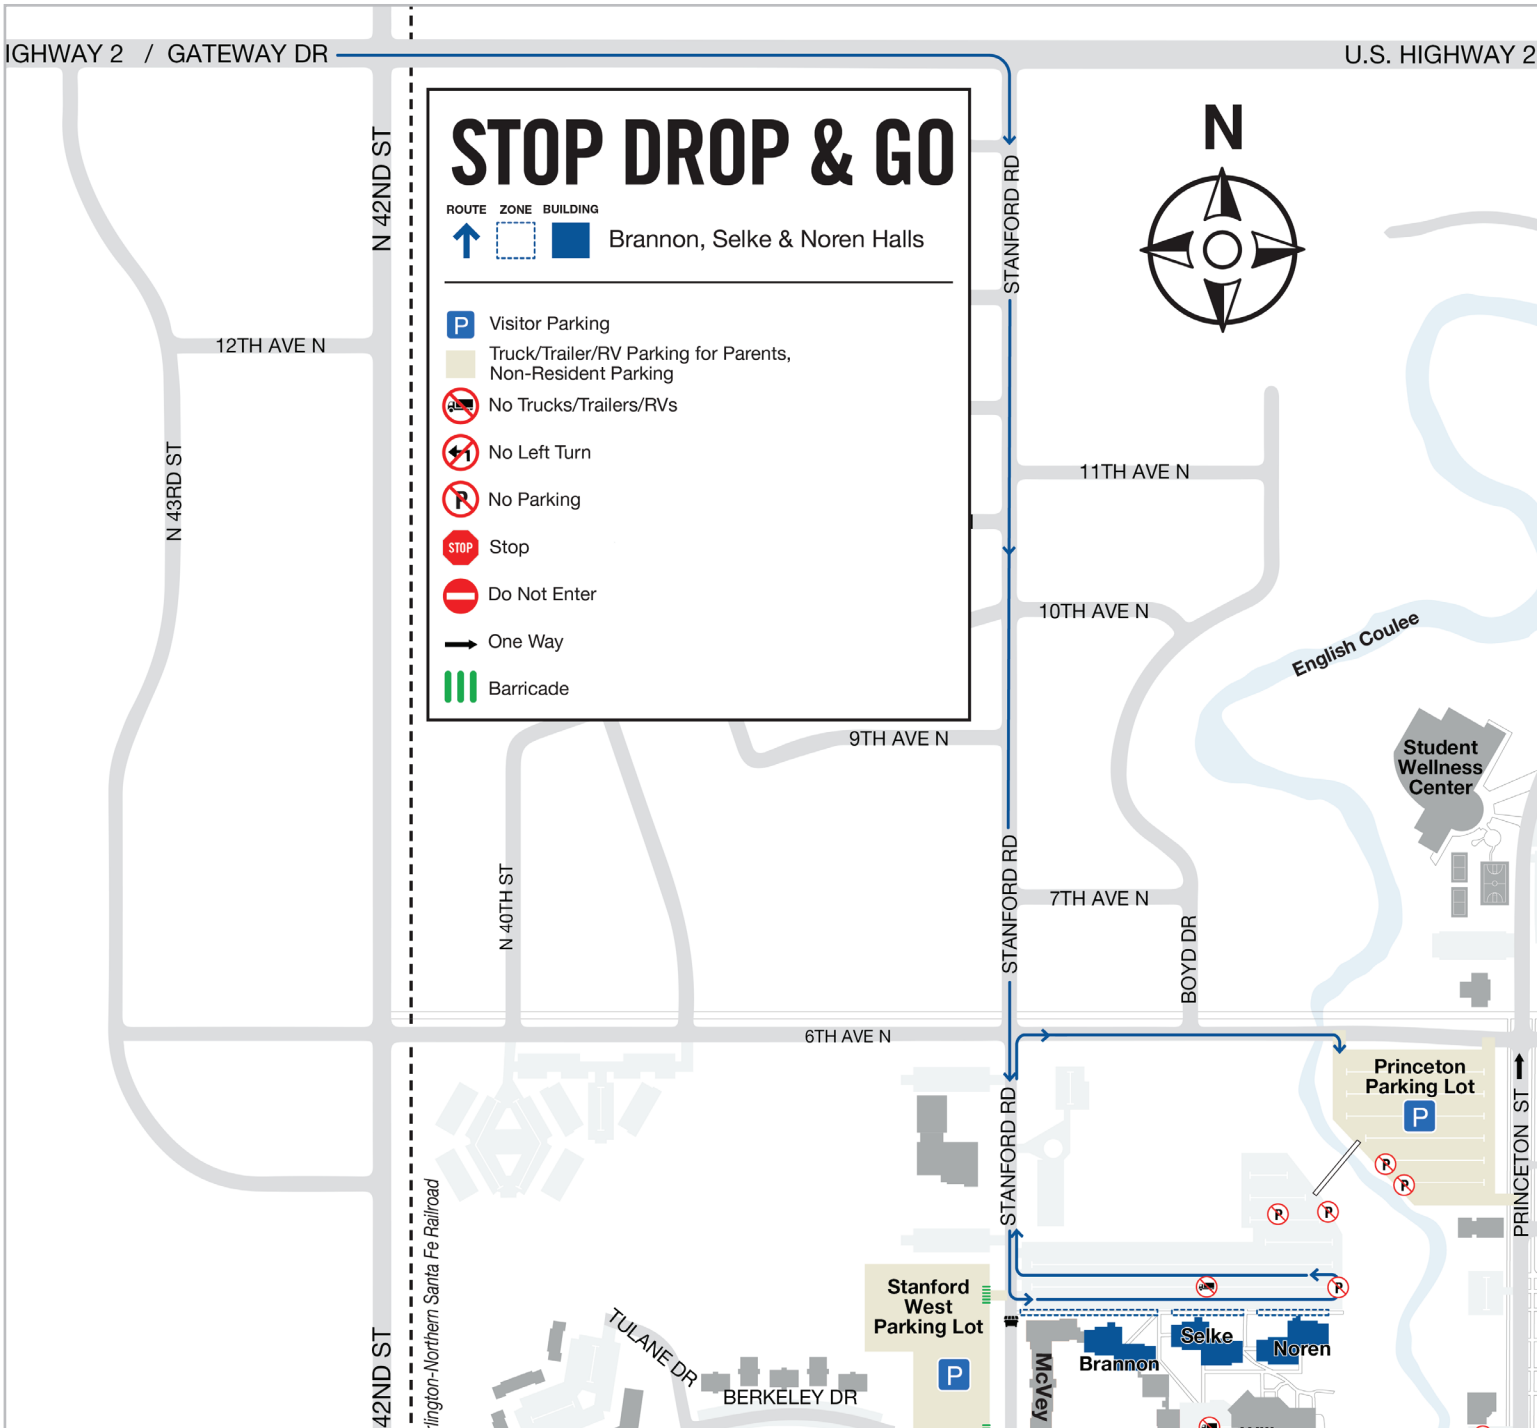 IGHWAY 2 / GATEWAY DR
U.S. HIGHWAY 2
STOP DROP & GO
ROUTE ZONE BUILDING
Brannon, Selke & Noren Halls
P Visitor Parking
Truck/Trailer/RV Parking for Parents,
Non-Resident Parking
No Trucks/Trailers/RVs
No Left Turn
P No Parking
STOP Stop
Do Not Enter
One Way
Barricade
N
N 42ND ST
STANFORD RD
12TH AVE N
N 43RD ST
11TH AVE N
10TH AVE N
English Coulee
9TH AVE N
Student
Wellness
Center
STANFORD RD
N 40TH ST
7TH AVE N
BOYD DR
6TH AVE N
Princeton
Parking Lot
P
STANFORD RD
PRINCETON ST
P
P
P
P
P
lington-Northern Santa Fe Railroad
42ND ST
Stanford
West
Parking Lot
P
TULANE DR
BERKELEY DR
McVey
Brannon
Selke
Noren